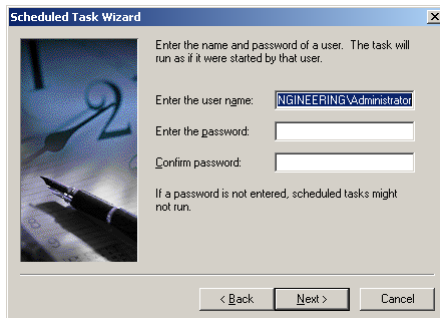 Scheduled Task Wizard
Enter the name and password of a user. The task will
run as if it were started by that user.
Enter the user name:
NGINEERING\Administrator
Enter the password:
Confirm password:
If a password is not entered, scheduled tasks might
not run.
< Back
Next >
Cancel